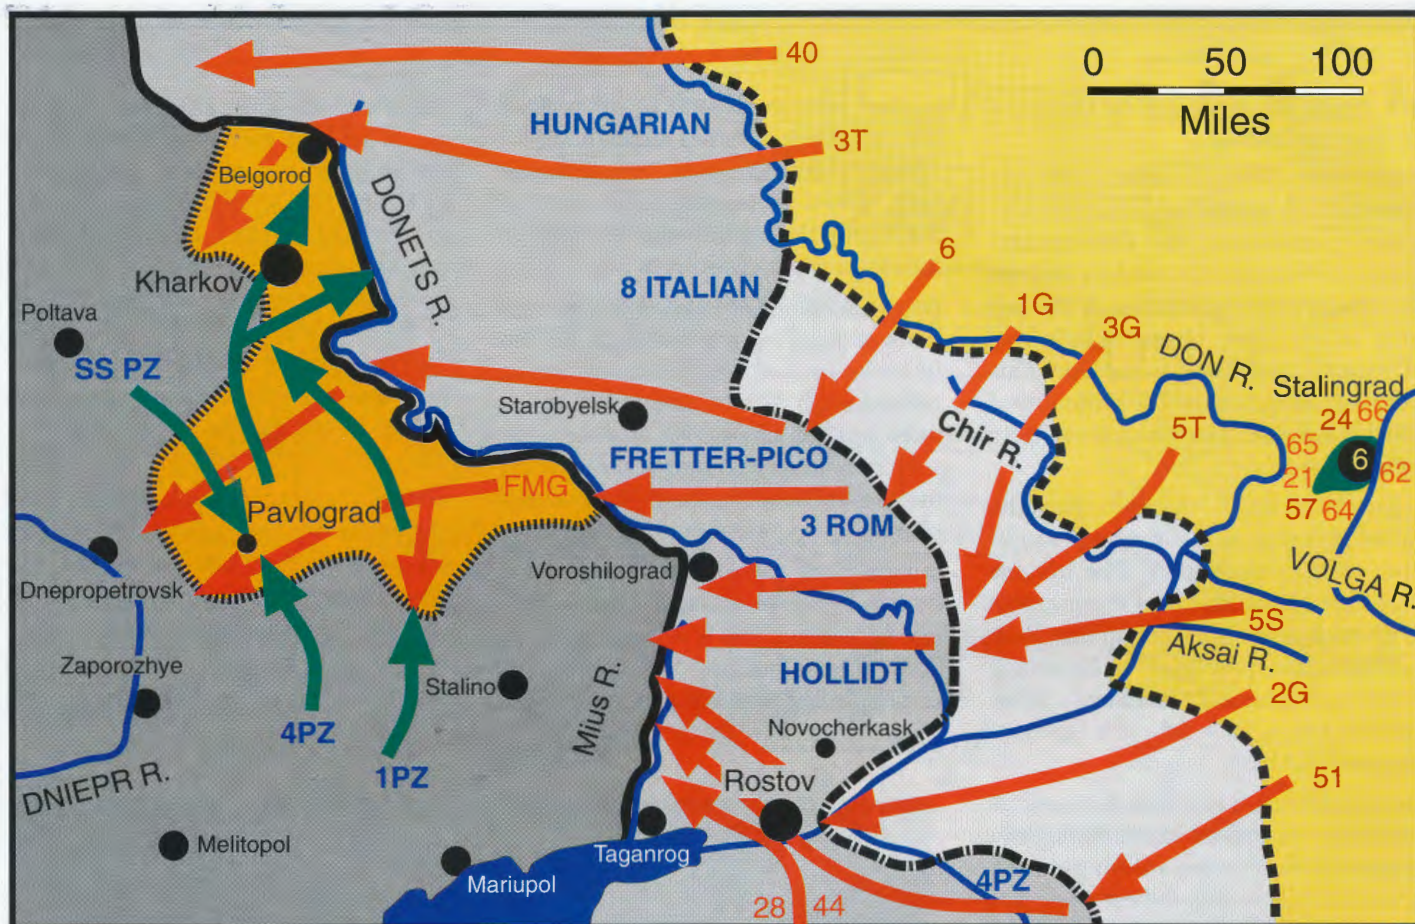 40
0 50 100
Miles
HUNGARIAN
3T
Belgorod
DONETS R.
6
Kharkov
8 ITALIAN
1G
3G
Poltava
DON R.
SS PZ
Stalingrad
24 66
Starobyelsk
Chir R.
5T
65
6
FRETTER-PICO
21
62
FMG
57 64
Pavlograd
3 ROM
Voroshilograd
VOLGA R.
Dnepropetrovsk
5S
Aksai R.
Zaporozhye
HOLLIDT
Stalino
Mius R.
2G
4PZ
Novocherkask
1PZ
Rostov
51
DNIEPR R.
Melitopol
Taganrog
Mariupol
4PZ
28 44